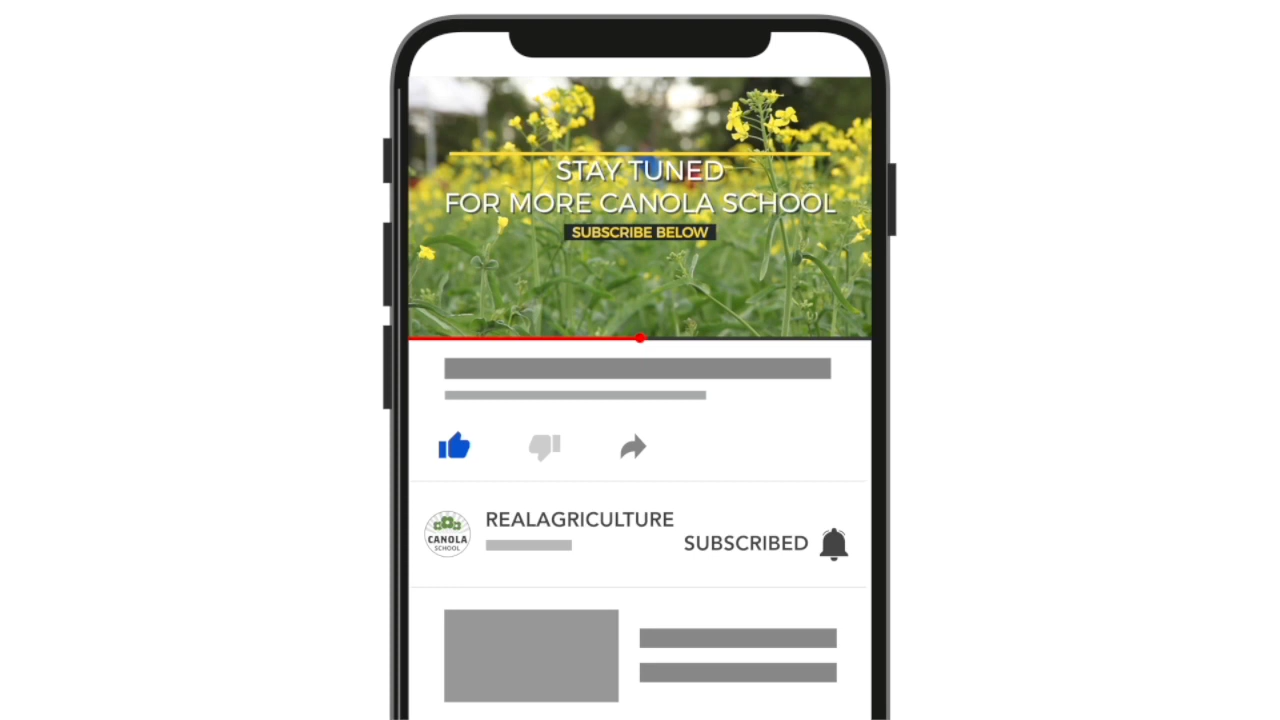 STAY TUNED
FOR MORE CANOLA SCHOOL
SUBSCRIBE BELOW
REALAGRICULTURE
CANOLA
SCHOOL
SUBSCRIBED